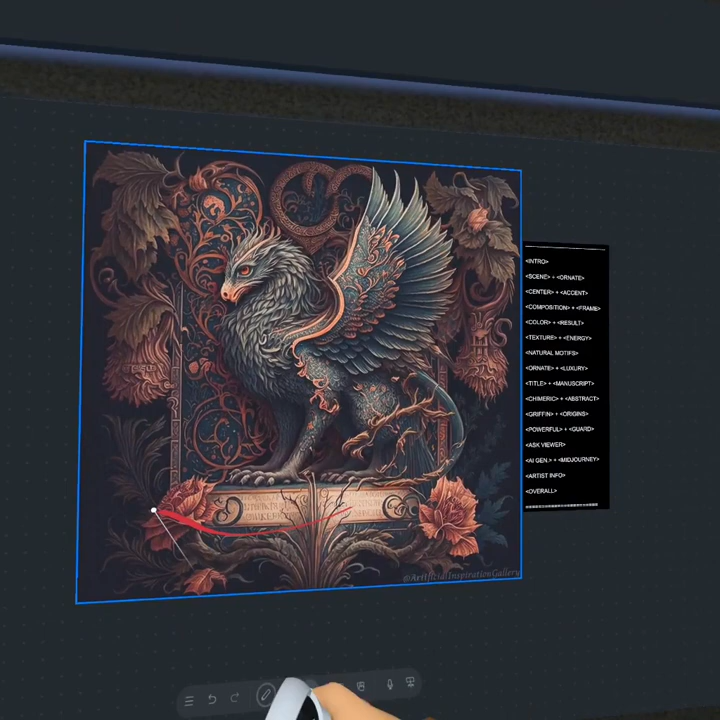 <INTRO>
<SCENE> + <ORNATE>
<CENTER> + <ACCENT>
<COMPOSITION> + <FRAME>
<COLOR> + <RESULT>
<TEXTURE> + <ENERGY>
<NATURAL MOTIFS>
<ORNATE> + <LUXURY>
<TITLE> + <MANUSCRIPT>
<CHIMERIC> + <ABSTRACT>
<GRIFFIN> + <ORIGINS>
<POWERFUL> + <GUARD>
<ASK VIEWER>
<AI GEN.> + <MIDJOURNEY>
<ARTIST INFO>
<OVERALL>
@ArtificialInspirationGallery